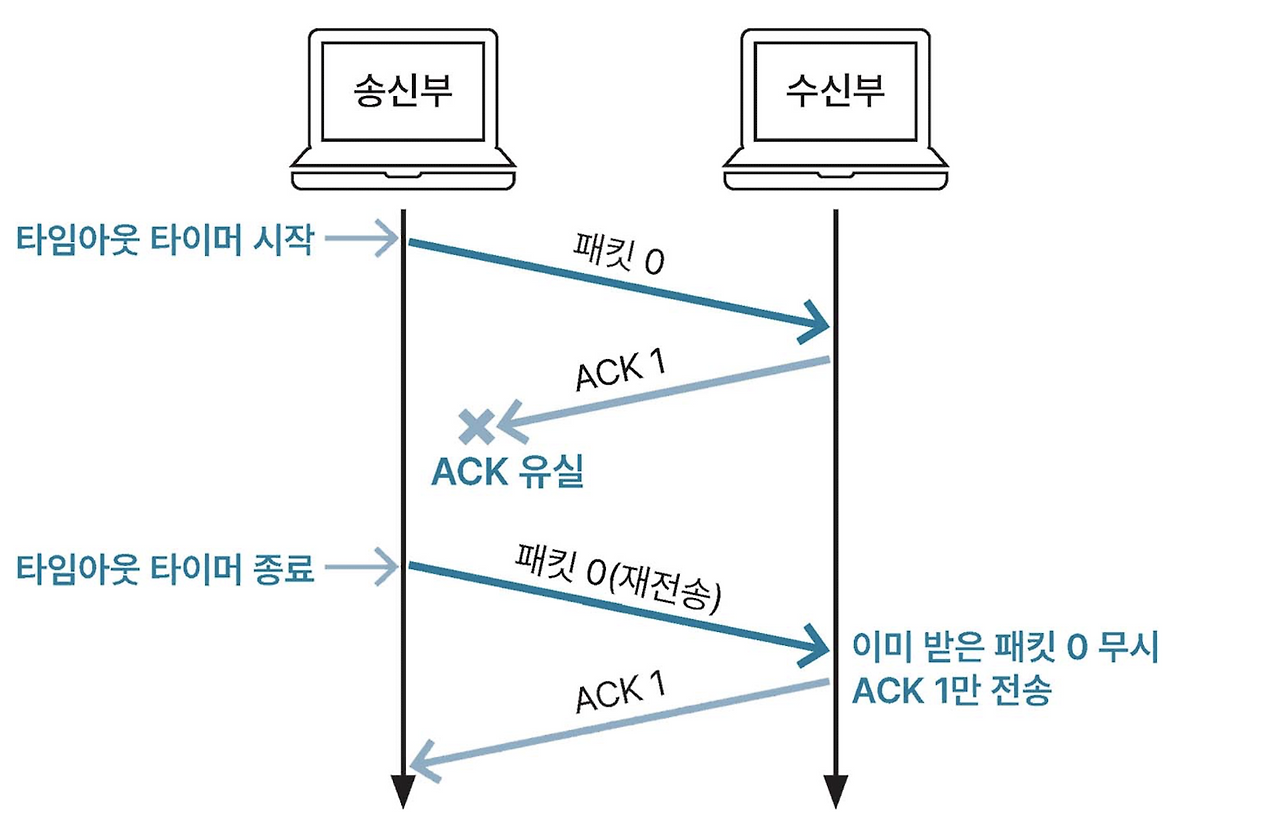 송신부
수신부
타임아웃 타이머 시작
패킷 0
ACK 1
ACK 유실
타임아웃 타이머 종료
패킷 0(재전송)
이미 받은 패킷 0 무시
ACK 1만 전송
ACK 1